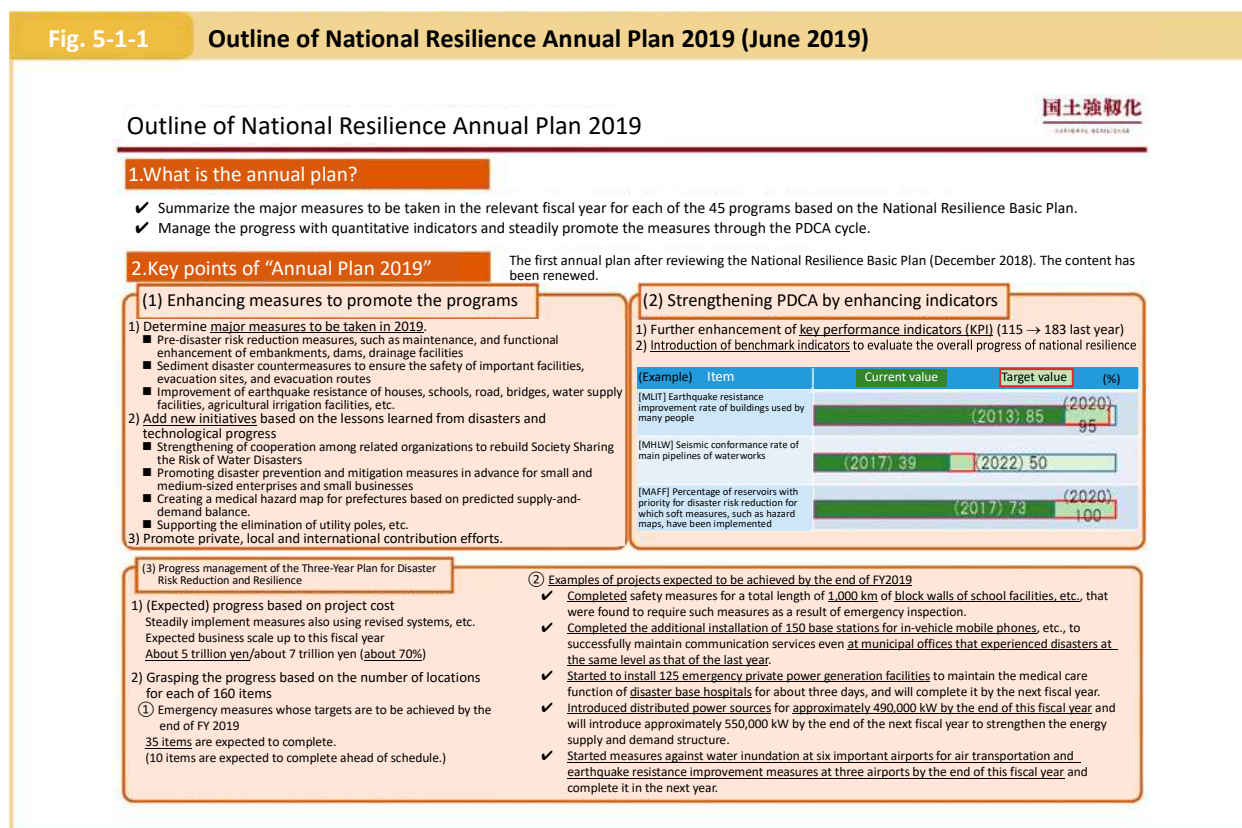 Fig. 5-1-1
Outline of National Resilience Annual Plan 2019 (June 2019)
Outline of National Resilience Annual Plan 2019
国土強靱化
NATIONAL RESILIENCE
1.What is the annual plan?
✔ Summarize the major measures to be taken in the relevant fiscal year for each of the 45 programs based on the National Resilience Basic Plan.
✔ Manage the progress with quantitative indicators and steadily promote the measures through the PDCA cycle.
2.Key points of “Annual Plan 2019”
The first annual plan after reviewing the National Resilience Basic Plan (December 2018). The content has
been renewed.
(1) Enhancing measures to promote the programs
1) Determine major measures to be taken in 2019.
■ Pre-disaster risk reduction measures, such as maintenance, and functional
enhancement of embankments, dams, drainage facilities
■ Sediment disaster countermeasures to ensure the safety of important facilities,
evacuation sites, and evacuation routes
■ Improvement of earthquake resistance of houses, schools, road, bridges, water supply
facilities, agricultural irrigation facilities, etc.
2) Add new initiatives based on the lessons learned from disasters and
technological progress
■ Strengthening of cooperation among related organizations to rebuild Society Sharing
the Risk of Water Disasters
■ Promoting disaster prevention and mitigation measures in advance for small and
medium-sized enterprises and small businesses
■ Creating a medical hazard map for prefectures based on predicted supply-and-
demand balance.
■ Supporting the elimination of utility poles, etc.
3) Promote private, local and international contribution efforts.
(2) Strengthening PDCA by enhancing indicators
1) Further enhancement of key performance indicators (KPI) (115 → 183 last year)
2) Introduction of benchmark indicators to evaluate the overall progress of national resilience
(Example) Item Current value Target value (%)
[MLIT] Earthquake resistance
improvement rate of buildings used by
many people
(2013) 85
(2020)
95
[MHLW] Seismic conformance rate of
main pipelines of waterworks
(2017) 39
(2022) 50
[MAFF] Percentage of reservoirs with
priority for disaster risk reduction for
which soft measures, such as hazard
maps, have been implemented
(2017) 73
(2020)
100
(3) Progress management of the Three-Year Plan for Disaster
Risk Reduction and Resilience
1) (Expected) progress based on project cost
Steadily implement measures also using revised systems, etc.
Expected business scale up to this fiscal year
About 5 trillion yen/about 7 trillion yen (about 70%)
2) Grasping the progress based on the number of locations
for each of 160 items
① Emergency measures whose targets are to be achieved by the
end of FY 2019
35 items are expected to complete.
(10 items are expected to complete ahead of schedule.)
② Examples of projects expected to be achieved by the end of FY2019
✔ Completed safety measures for a total length of 1,000 km of block walls of school facilities, etc., that
were found to require such measures as a result of emergency inspection.
✔ Completed the additional installation of 150 base stations for in-vehicle mobile phones, etc., to
successfully maintain communication services even at municipal offices that experienced disasters at
the same level as that of the last year.
✔ Started to install 125 emergency private power generation facilities to maintain the medical care
function of disaster base hospitals for about three days, and will complete it by the next fiscal year.
✔ Introduced distributed power sources for approximately 490,000 kW by the end of this fiscal year and
will introduce approximately 550,000 kW by the end of the next fiscal year to strengthen the energy
supply and demand structure.
✔ Started measures against water inundation at six important airports for air transportation and
earthquake resistance improvement measures at three airports by the end of this fiscal year and
complete it in the next year.